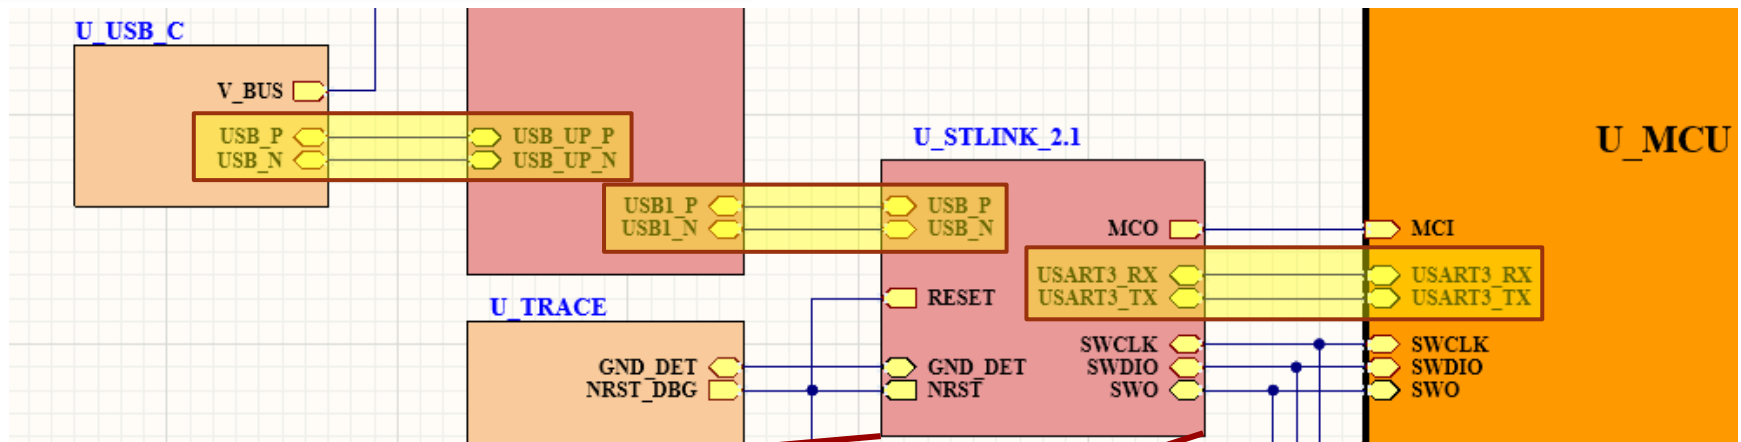 U_USB_C
V_BUS
USB_P USB_UP_P
USB_N USB_UP_N
U_STLINK_2.1
U_MCU
USB1_P USB_P
USB1_N USB_N
MCO MCI
USART3_RX USART3_RX
USART3_TX USART3_TX
RESET
U_TRACE
SWCLK SWCLK
GND_DET GND_DET SWDIO SWDIO
NRST_DBG NRST SWO SWO